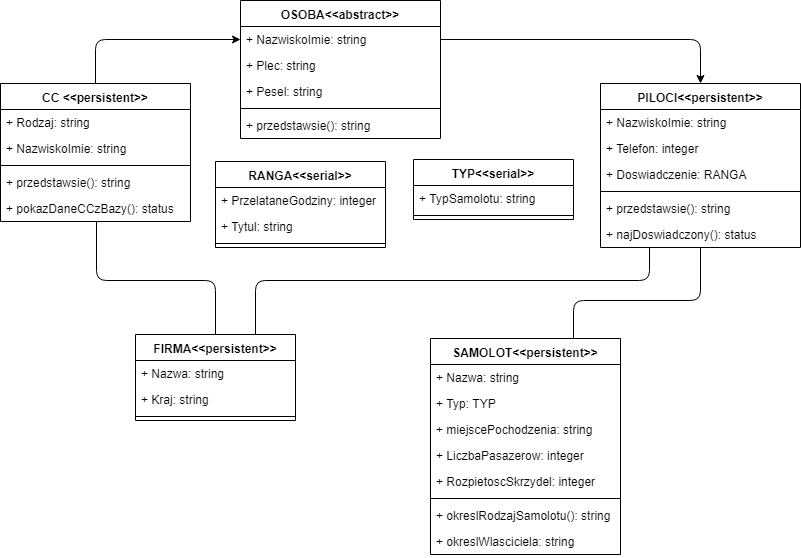 OSOBA<<abstract>>
+ NazwiskoImie: string
+ Plec: string
+ Pesel: string
+ przedstawsie(): string
CC <<persistent>>
+ Rodzaj: string
+ NazwiskoImie: string
+ przedstawsie(): string
+ pokazDaneCCzBazy(): status
PILOCI<<persistent>>
+ NazwiskoImie: string
+ Telefon: integer
+ Doswiadczenie: RANGA
+ przedstawsie(): string
+ najDoswiadczony(): status
RANGA<<serial>>
+ PrzelataneGodziny: integer
+ Tytul: string
TYP<<serial>>
+ TypSamolotu: string
FIRMA<<persistent>>
+ Nazwa: string
+ Kraj: string
SAMOLOT<<persistent>>
+ Nazwa: string
+ Typ: TYP
+ miejscePochodzenia: string
+ LiczbaPasazerow: integer
+ RozpietoscSkrzydel: integer
+ okreslRodzajSamolotu(): string
+ okreslWlasciciela: string